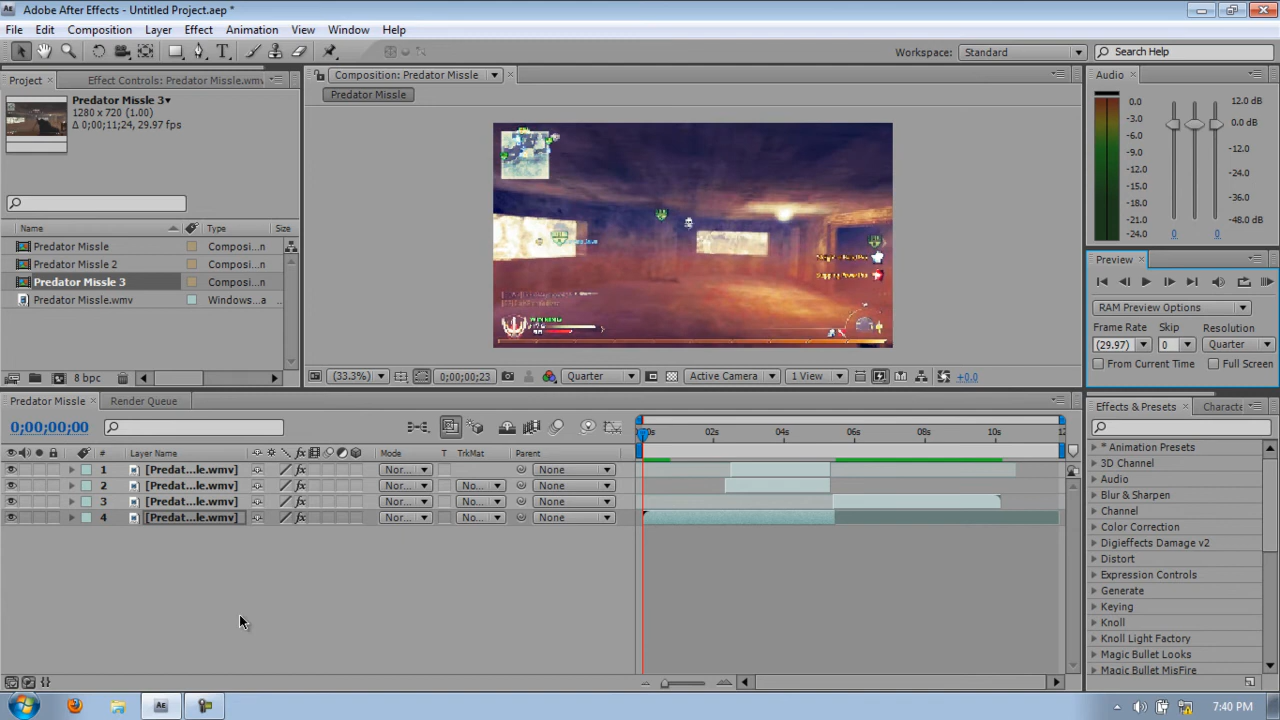 Adobe After Effects - Untitled Project.aep *
File Edit Composition Layer Effect Animation View Window Help
Workspace: Standard Search Help
Project Effect Controls: Predator Missle.wmv
Predator Missle 3▾
1280 x 720 (1.00)
Δ 0;00;11;24, 29.97 fps
Name Type Size
Predator Missle Composi...n
Predator Missle 2 Composi...n
Predator Missle 3 Composi...n
Predator Missle.wmv Windows...a
8 bpc
Composition: Predator Missle
Predator Missle
(33.3%) 0;00;00;23 Quarter Active Camera 1 View +0.0
Audio
0.0 12.0 dB
-3.0 0.0 dB
-6.0
-9.0 -12.0
-12.0
-15.0 -24.0
-18.0 -36.0
-21.0
-24.0 -48.0 dB
0 0
Preview
RAM Preview Options
Frame Rate Skip Resolution
(29.97) 0 Quarter
From Current Time Full Screen
Predator Missle Render Queue
0;00;00;00
0s 02s 04s 06s 08s 10s 12
# Layer Name Mode T TrkMat Parent
1 [Predat...le.wmv] Nor... None
2 [Predat...le.wmv] Nor... No... None
3 [Predat...le.wmv] Nor... No... None
4 [Predat...le.wmv] Nor... No... None
Effects & Presets Characte
* Animation Presets
3D Channel
Audio
Blur & Sharpen
Channel
Color Correction
Digieffects Damage v2
Distort
Expression Controls
Generate
Keying
Knoll
Knoll Light Factory
Magic Bullet Looks
Magic Bullet MisFire
7:40 PM